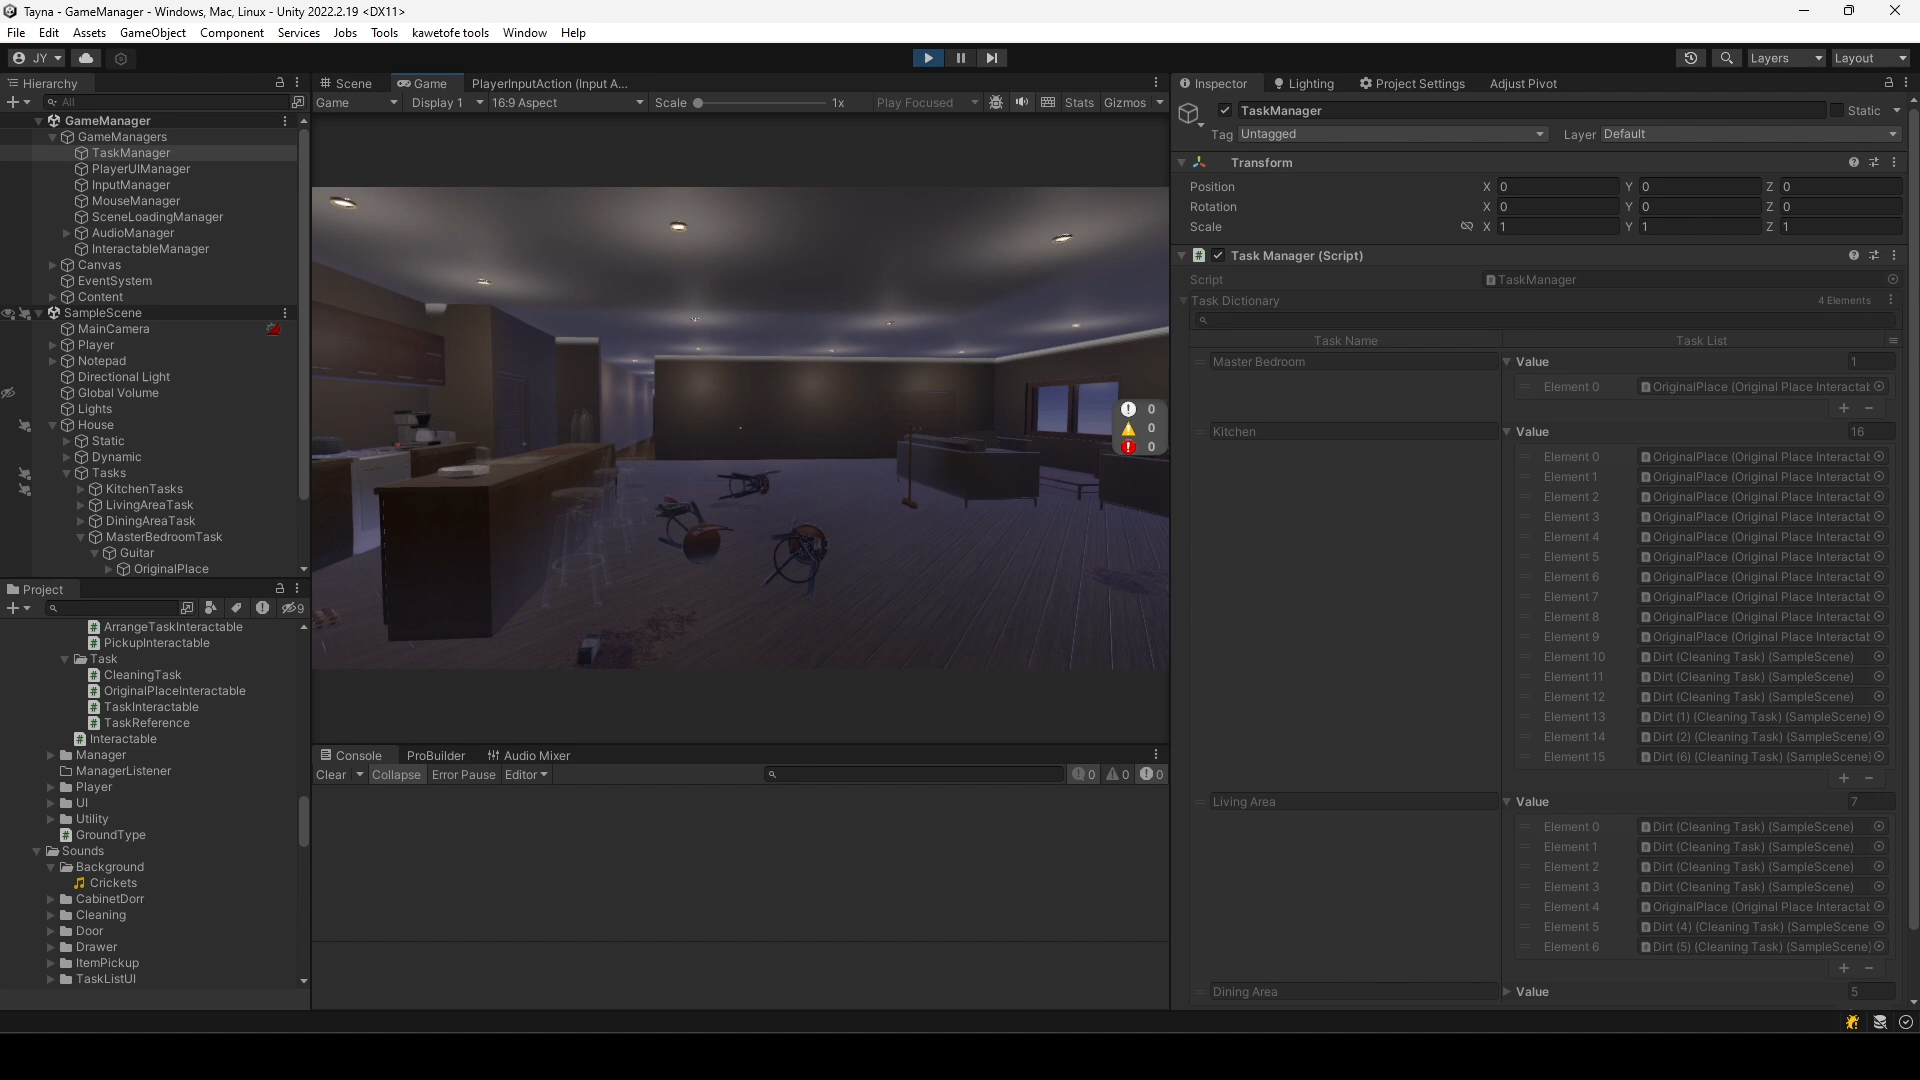 Tayna - GameManager - Windows, Mac, Linux - Unity 2022.2.19 <DX11>
File Edit Assets GameObject Component Services Jobs Tools kawetofe tools Window Help
JY Layers Layout
Hierarchy
All
GameManager
GameManagers
TaskManager
PlayerUIManager
InputManager
MouseManager
SceneLoadingManager
AudioManager
InteractableManager
Canvas
EventSystem
Content
SampleScene
MainCamera
Player
Notepad
Directional Light
Global Volume
Lights
House
Static
Dynamic
Tasks
KitchenTasks
LivingAreaTask
DiningAreaTask
MasterBedroomTask
Guitar
OriginalPlace
Project
9
ArrangeTaskInteractable
PickupInteractable
Task
CleaningTask
OriginalPlaceInteractable
TaskInteractable
TaskReference
Interactable
Manager
ManagerListener
Player
UI
Utility
GroundType
Sounds
Background
Crickets
CabinetDorr
Cleaning
Door
Drawer
ItemPickup
TaskListUI
Scene Game PlayerInputAction (Input A...
Game Display 1 16:9 Aspect Scale 1x Play Focused Stats Gizmos
0
0
0
Console ProBuilder Audio Mixer
Clear Collapse Error Pause Editor 0 0 0
Inspector Lighting Project Settings Adjust Pivot
TaskManager Static
Tag Untagged Layer Default
Transform
Position X 0 Y 0 Z 0
Rotation X 0 Y 0 Z 0
Scale X 1 Y 1 Z 1
Task Manager (Script)
Script TaskManager
Task Dictionary 4 Elements
Task Name Task List
Master Bedroom Value 1
Element 0 OriginalPlace (Original Place Interactat
Kitchen Value 16
Element 0 OriginalPlace (Original Place Interactat
Element 1 OriginalPlace (Original Place Interactat
Element 2 OriginalPlace (Original Place Interactat
Element 3 OriginalPlace (Original Place Interactat
Element 4 OriginalPlace (Original Place Interactat
Element 5 OriginalPlace (Original Place Interactat
Element 6 OriginalPlace (Original Place Interactat
Element 7 OriginalPlace (Original Place Interactat
Element 8 OriginalPlace (Original Place Interactat
Element 9 OriginalPlace (Original Place Interactat
Element 10 Dirt (Cleaning Task) (SampleScene)
Element 11 Dirt (Cleaning Task) (SampleScene)
Element 12 Dirt (Cleaning Task) (SampleScene)
Element 13 Dirt (1) (Cleaning Task) (SampleScene)
Element 14 Dirt (2) (Cleaning Task) (SampleScene)
Element 15 Dirt (6) (Cleaning Task) (SampleScene)
Living Area Value 7
Element 0 Dirt (Cleaning Task) (SampleScene)
Element 1 Dirt (Cleaning Task) (SampleScene)
Element 2 Dirt (Cleaning Task) (SampleScene)
Element 3 Dirt (Cleaning Task) (SampleScene)
Element 4 OriginalPlace (Original Place Interactat
Element 5 Dirt (4) (Cleaning Task) (SampleScene
Element 6 Dirt (5) (Cleaning Task) (SampleScene)
Dining Area Value 5